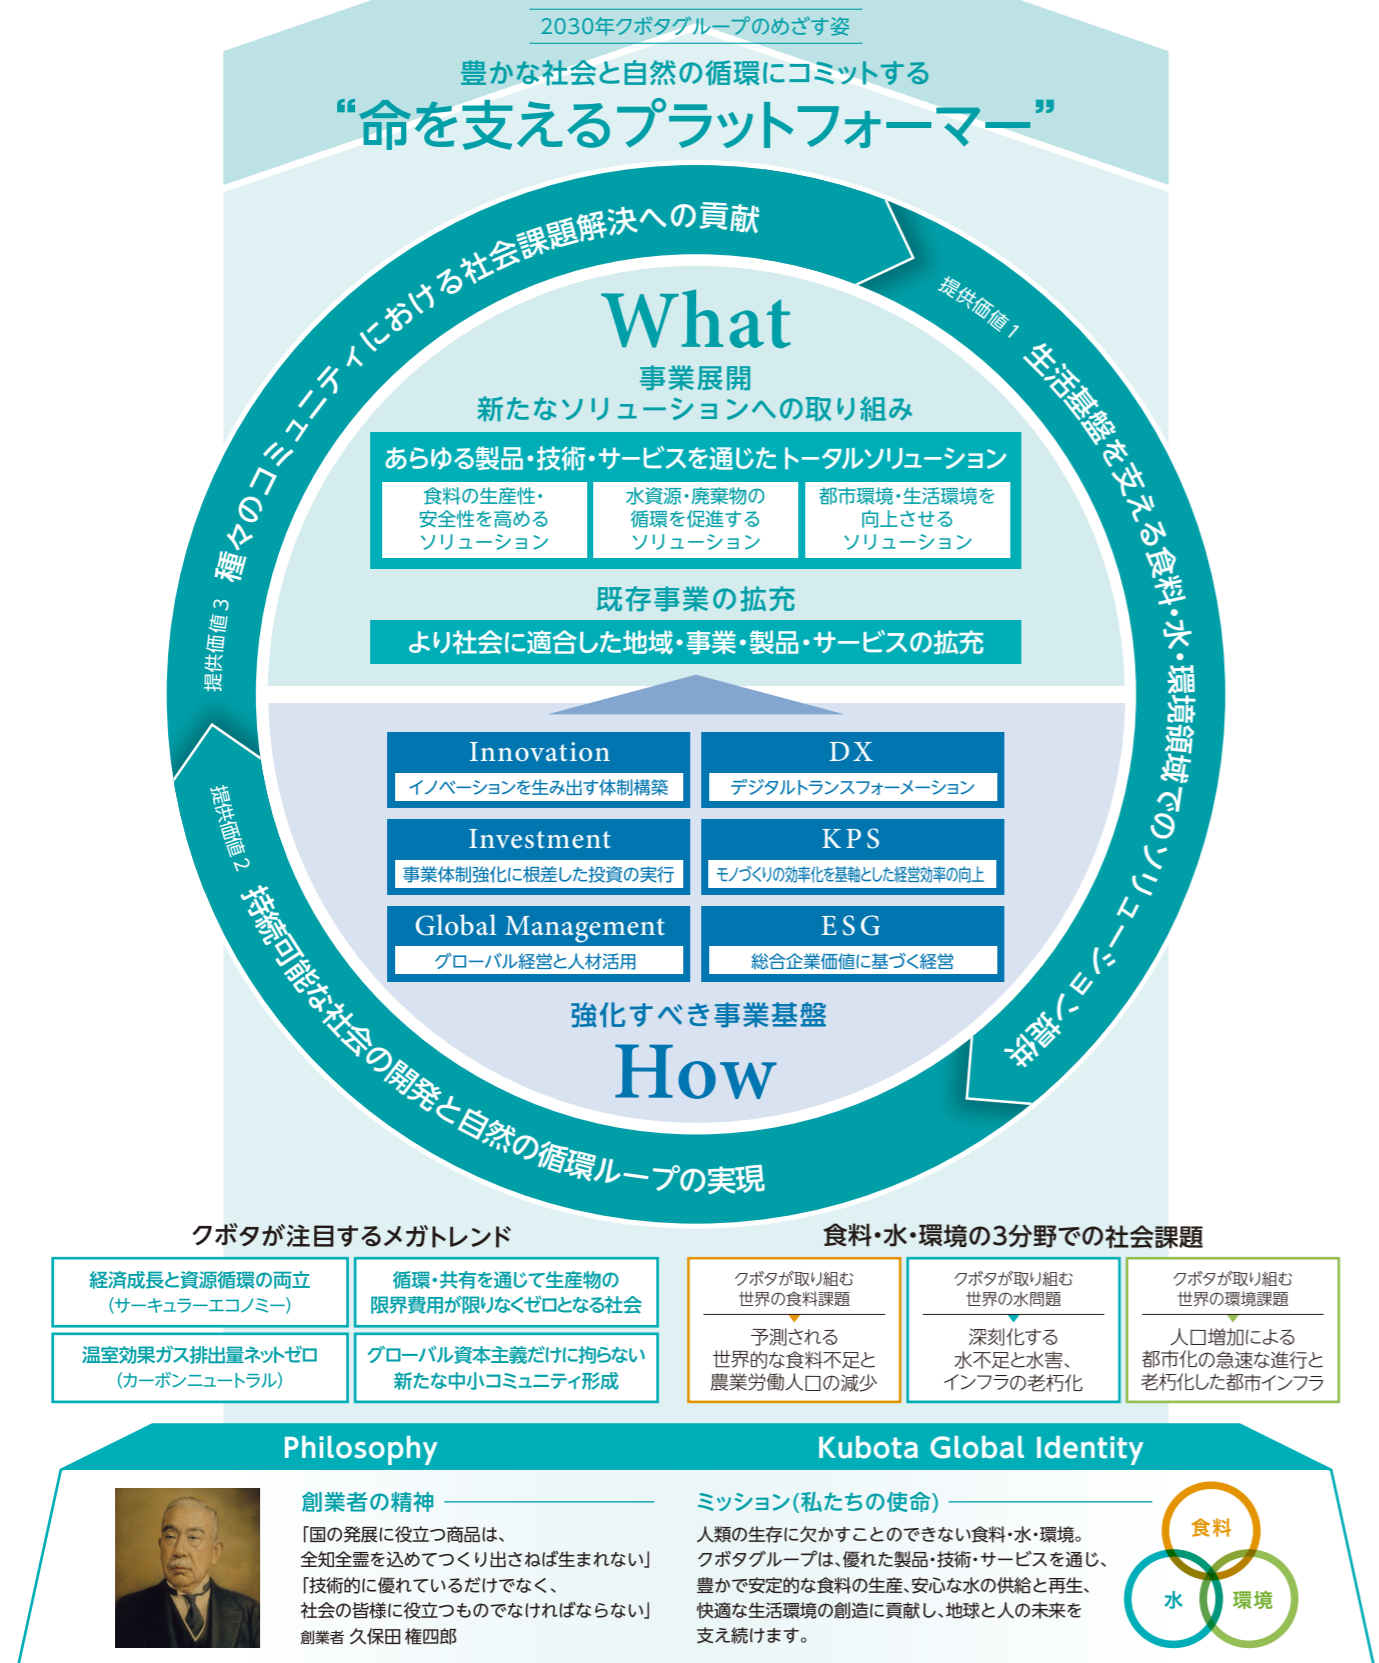 2030年クボタグループのめざす姿
豊かな社会と自然の循環にコミットする
“命を支えるプラットフォーマー”
提供価値1 生活基盤を支える食料・水・環境領域でのソリューション提供
提供価値2 持続可能な社会の開発と自然の循環ループの実現
提供価値3 種々のコミュニティにおける社会課題解決への貢献
What
事業展開
新たなソリューションへの取り組み
あらゆる製品・技術・サービスを通じたトータルソリューション
食料の生産性・
安全性を高める
ソリューション
水資源・廃棄物の
循環を促進する
ソリューション
都市環境・生活環境を
向上させる
ソリューション
既存事業の拡充
より社会に適合した地域・事業・製品・サービスの拡充
Innovation
イノベーションを生み出す体制構築
DX
デジタルトランスフォーメーション
Investment
事業体制強化に根差した投資の実行
KPS
モノづくりの効率化を基軸とした経営効率の向上
Global Management
グローバル経営と人材活用
ESG
総合企業価値に基づく経営
強化すべき事業基盤
How
クボタが注目するメガトレンド
経済成長と資源循環の両立
（サーキュラーエコノミー）
循環・共有を通じて生産物の
限界費用が限りなくゼロとなる社会
温室効果ガス排出量ネットゼロ
（カーボンニュートラル）
グローバル資本主義だけに拘らない
新たな中小コミュニティ形成
食料・水・環境の3分野での社会課題
クボタが取り組む
世界の食料課題
予測される
世界的な食料不足と
農業労働人口の減少
クボタが取り組む
世界の水問題
深刻化する
水不足と水害、
インフラの老朽化
クボタが取り組む
世界の環境課題
人口増加による
都市化の急速な進行と
老朽化した都市インフラ
Philosophy
創業者の精神
「国の発展に役立つ商品は、
全知全霊を込めてつくり出さねば生まれない」
「技術的に優れているだけでなく、
社会の皆様に役立つものでなければならない」
創業者 久保田 権四郎
Kubota Global Identity
ミッション(私たちの使命)
人類の生存に欠かすことのできない食料・水・環境。
クボタグループは、優れた製品・技術・サービスを通じ、
豊かで安定的な食料の生産、安心な水の供給と再生、
快適な生活環境の創造に貢献し、地球と人の未来を
支え続けます。
食料
水
環境